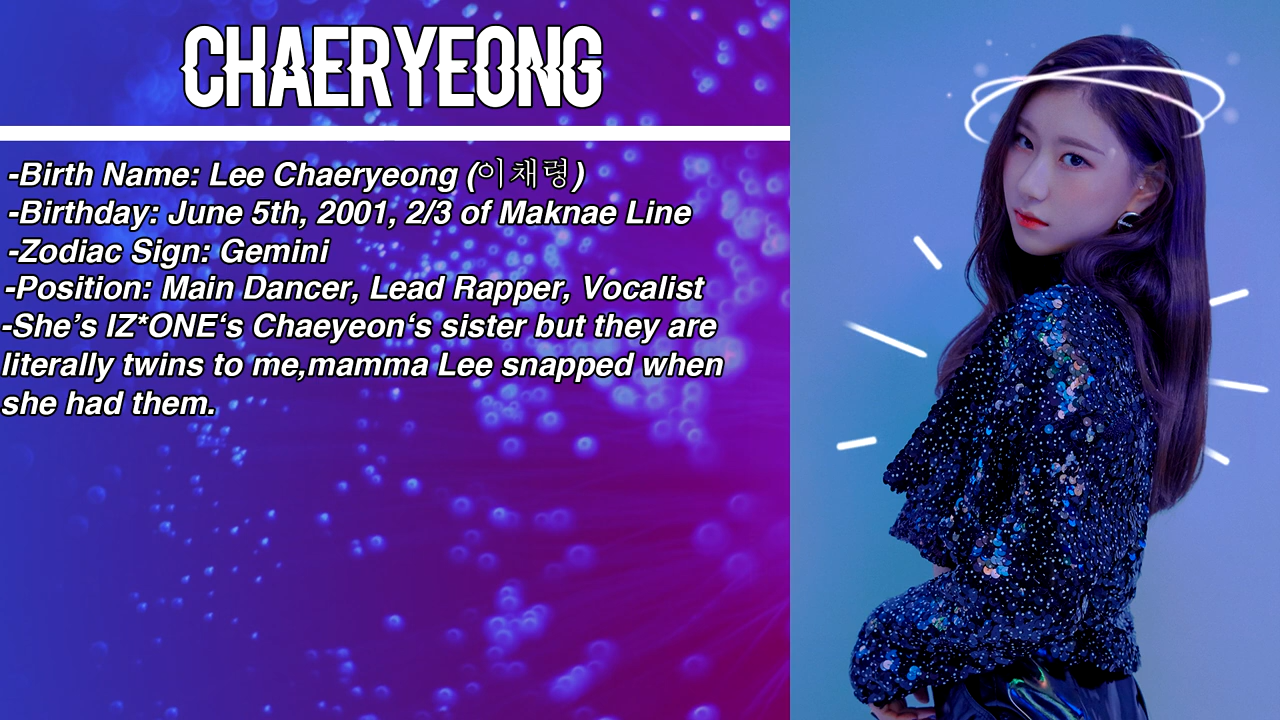 CHAERYEONG
-Birth Name: Lee Chaeryeong (이채령)
-Birthday: June 5th, 2001, 2/3 of Maknae Line
-Zodiac Sign: Gemini
-Position: Main Dancer, Lead Rapper, Vocalist
-She’s IZ*ONE‘s Chaeyeon‘s sister but they are
literally twins to me,mamma Lee snapped when
she had them.